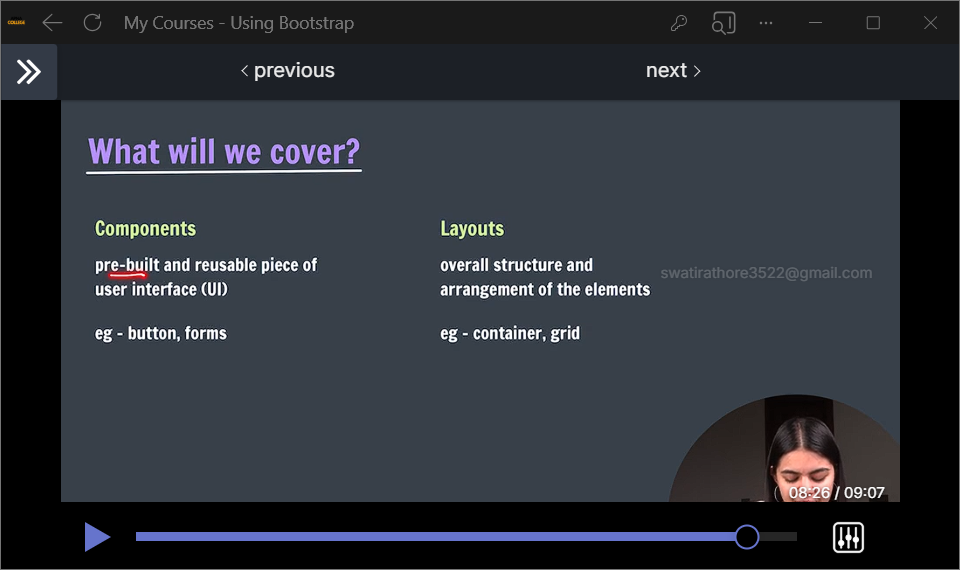 COLLEGE
My Courses - Using Bootstrap
‹ previous
next ›
What will we cover?
Components
pre-built and reusable piece of
user interface (UI)
eg - button, forms
Layouts
overall structure and
arrangement of the elements
eg - container, grid
swatirathore3522@gmail.com
08:26 / 09:07